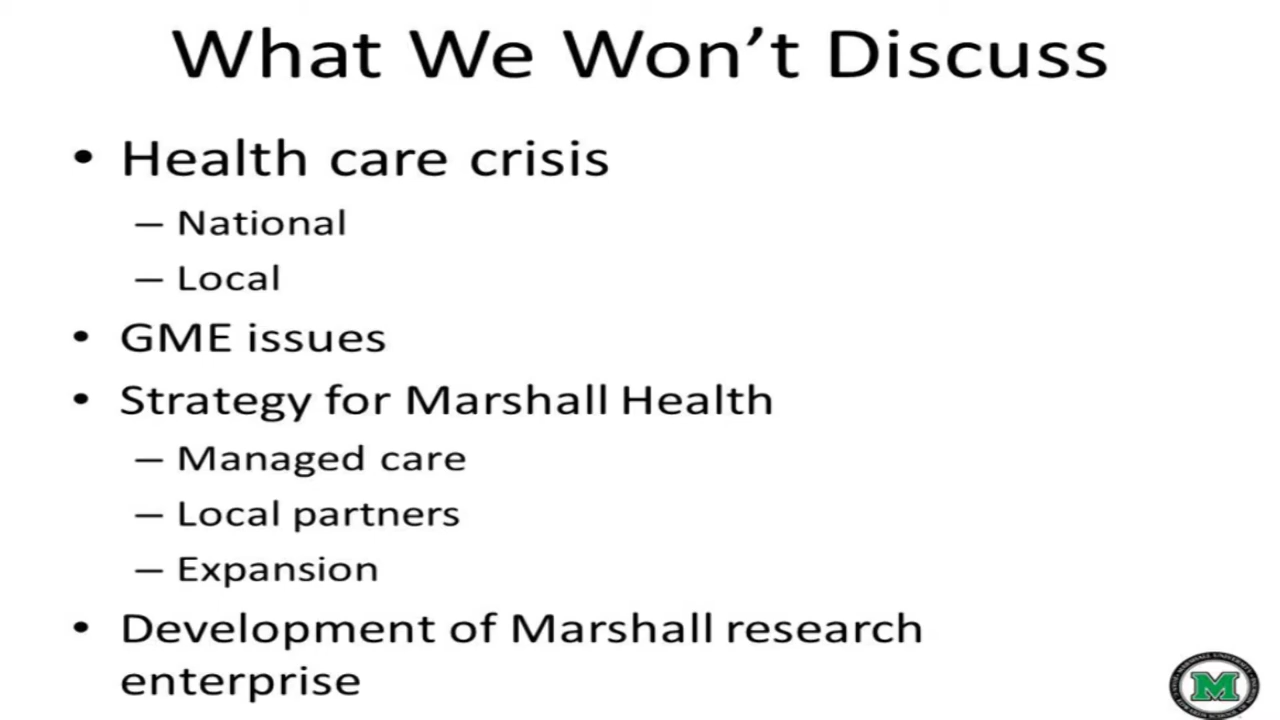 What We Won't Discuss
• Health care crisis
– National
– Local
• GME issues
• Strategy for Marshall Health
– Managed care
– Local partners
– Expansion
• Development of Marshall research
enterprise
M